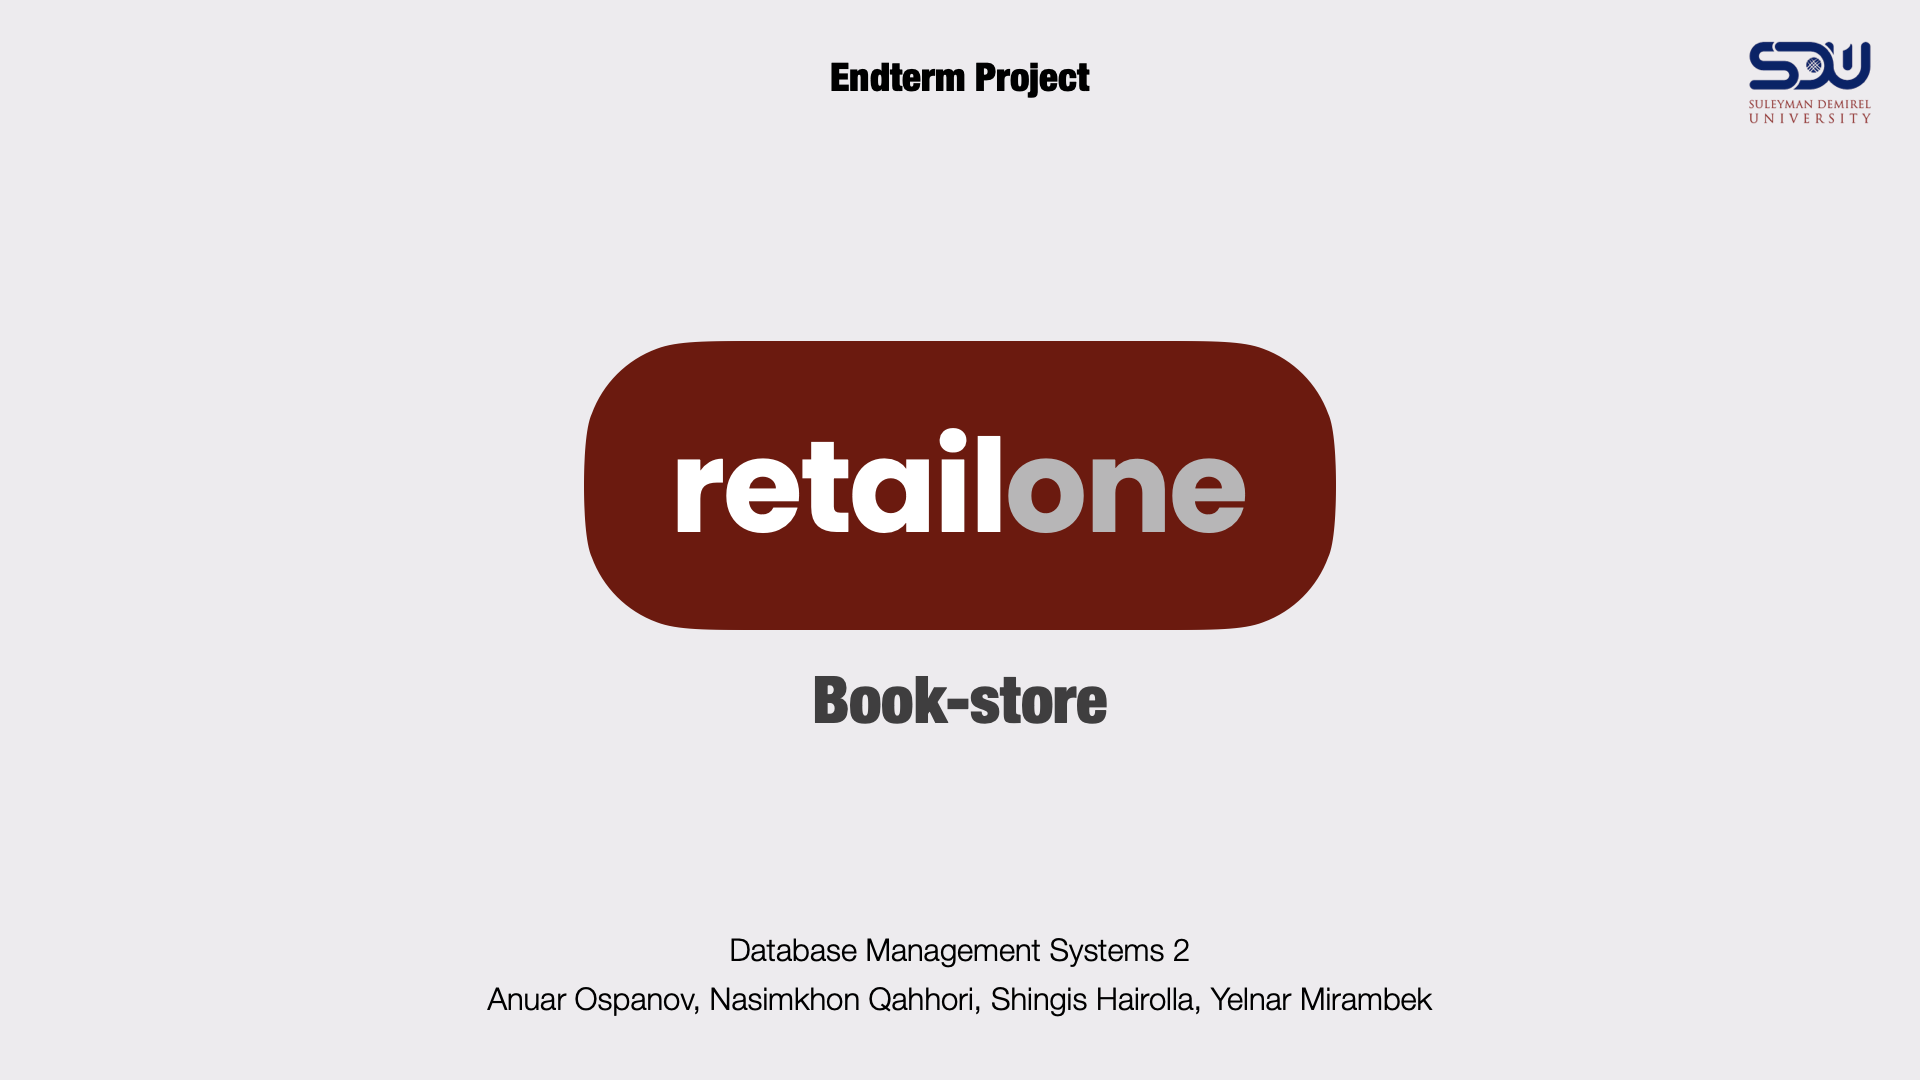 Endterm Project
SDU
SULEYMAN DEMIREL
UNIVERSITY
retailone
Book-store
Database Management Systems 2
Anuar Ospanov, Nasimkhon Qahhori, Shingis Hairolla, Yelnar Mirambek